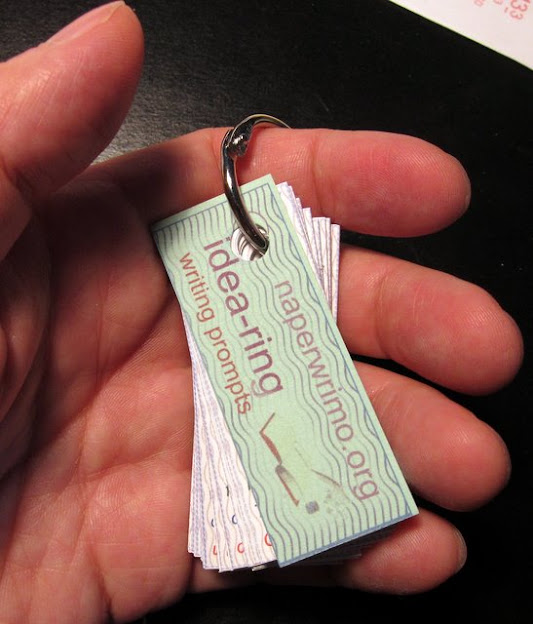 naperwrimo.org
idea-ring
writing prompts